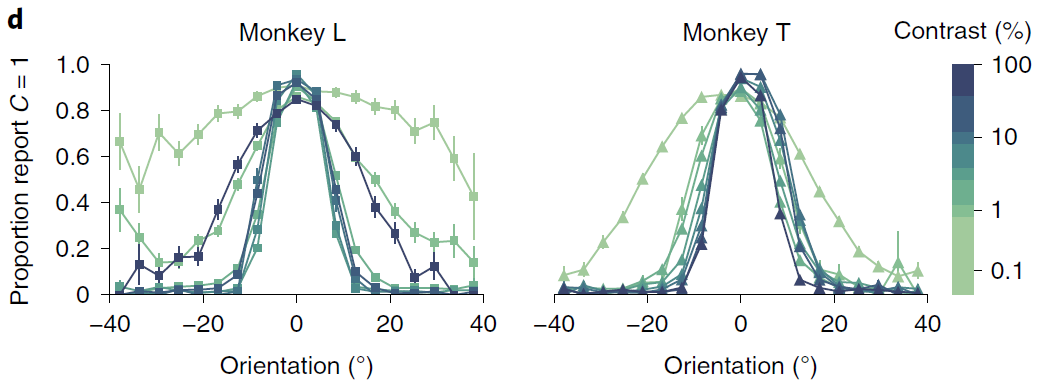 d
Monkey L
Monkey T
Contrast (%)
Proportion report C = 1
1.0
0.8
0.6
0.4
0.2
0
−40
−20
0
20
40
Orientation (°)
−40
−20
0
20
40
Orientation (°)
100
10
1
0.1